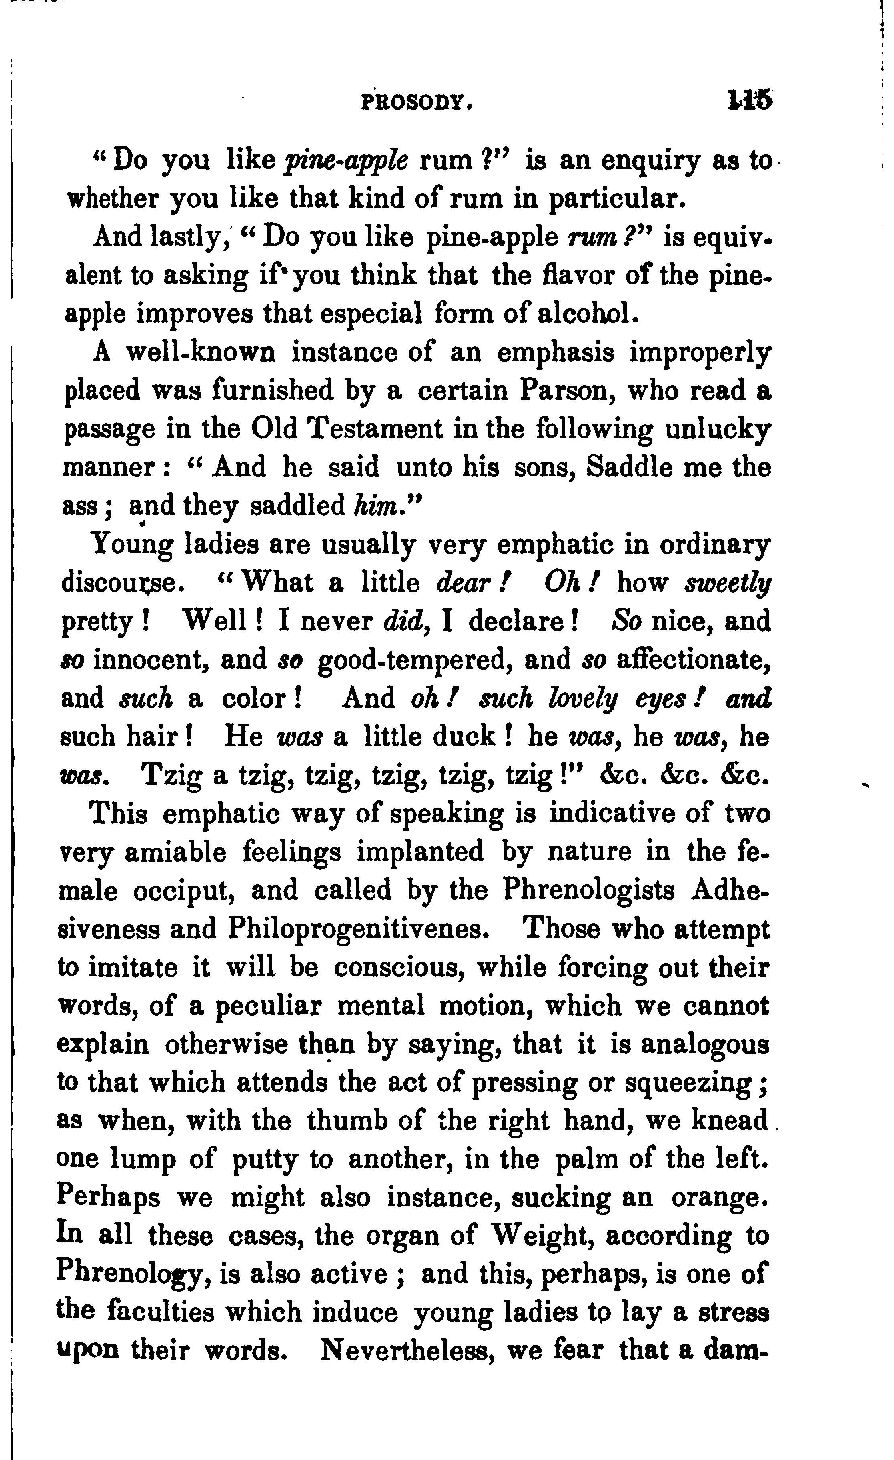 PROSODY. 115
"Do you like pine-apple rum?" is an enquiry as to
whether you like that kind of rum in particular.
And lastly, "Do you like pine-apple rum?" is equiv-
alent to asking if you think that the flavor of the pine-
apple improves that especial form of alcohol.
A well-known instance of an emphasis improperly
placed was furnished by a certain Parson, who read a
passage in the Old Testament in the following unlucky
manner: "And he said unto his sons, Saddle me the
ass; and they saddled him."
Young ladies are usually very emphatic in ordinary
discourse. "What a little dear! Oh! how sweetly
pretty! Well! I never did, I declare! So nice, and
so innocent, and so good-tempered, and so affectionate,
and such a color! And oh! such lovely eyes! and
such hair! He was a little duck! he was, he was, he
was. Tzig a tzig, tzig, tzig, tzig, tzig!" &c. &c. &c.
This emphatic way of speaking is indicative of two
very amiable feelings implanted by nature in the fe-
male occiput, and called by the Phrenologists Adhe-
siveness and Philoprogenitivenes. Those who attempt
to imitate it will be conscious, while forcing out their
words, of a peculiar mental motion, which we cannot
explain otherwise than by saying, that it is analogous
to that which attends the act of pressing or squeezing;
as when, with the thumb of the right hand, we knead
one lump of putty to another, in the palm of the left.
Perhaps we might also instance, sucking an orange.
In all these cases, the organ of Weight, according to
Phrenology, is also active; and this, perhaps, is one of
the faculties which induce young ladies to lay a stress
upon their words. Nevertheless, we fear that a dam-